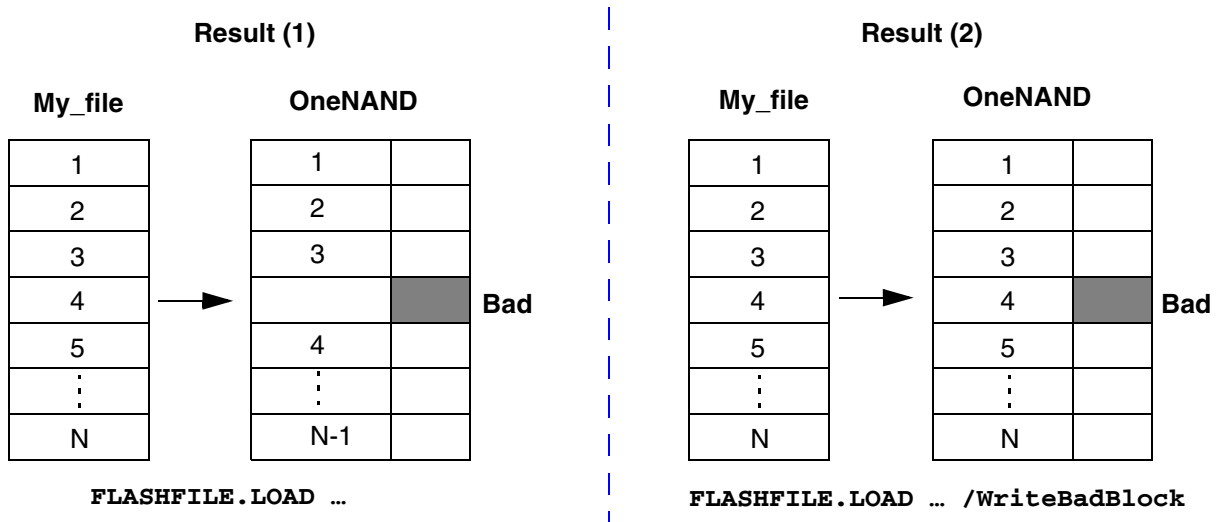 Result (1)
My_file OneNAND
1 1
2 2
3 3
4 Bad
5 4
N N-1
FLASHFILE.LOAD …
Result (2)
My_file OneNAND
1 1
2 2
3 3
4 4 Bad
5 5
N N
FLASHFILE.LOAD … /WriteBadBlock